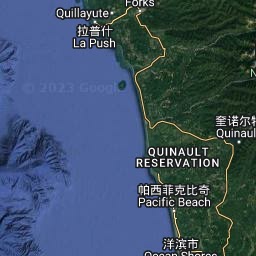 Forks
Quillayute
拉普什
La Push
© 2023 Google
奎诺尔特
Quinault
QUINAULT
RESERVATION
帕西菲克比奇
Pacific Beach
洋滨市
Ocean Shores